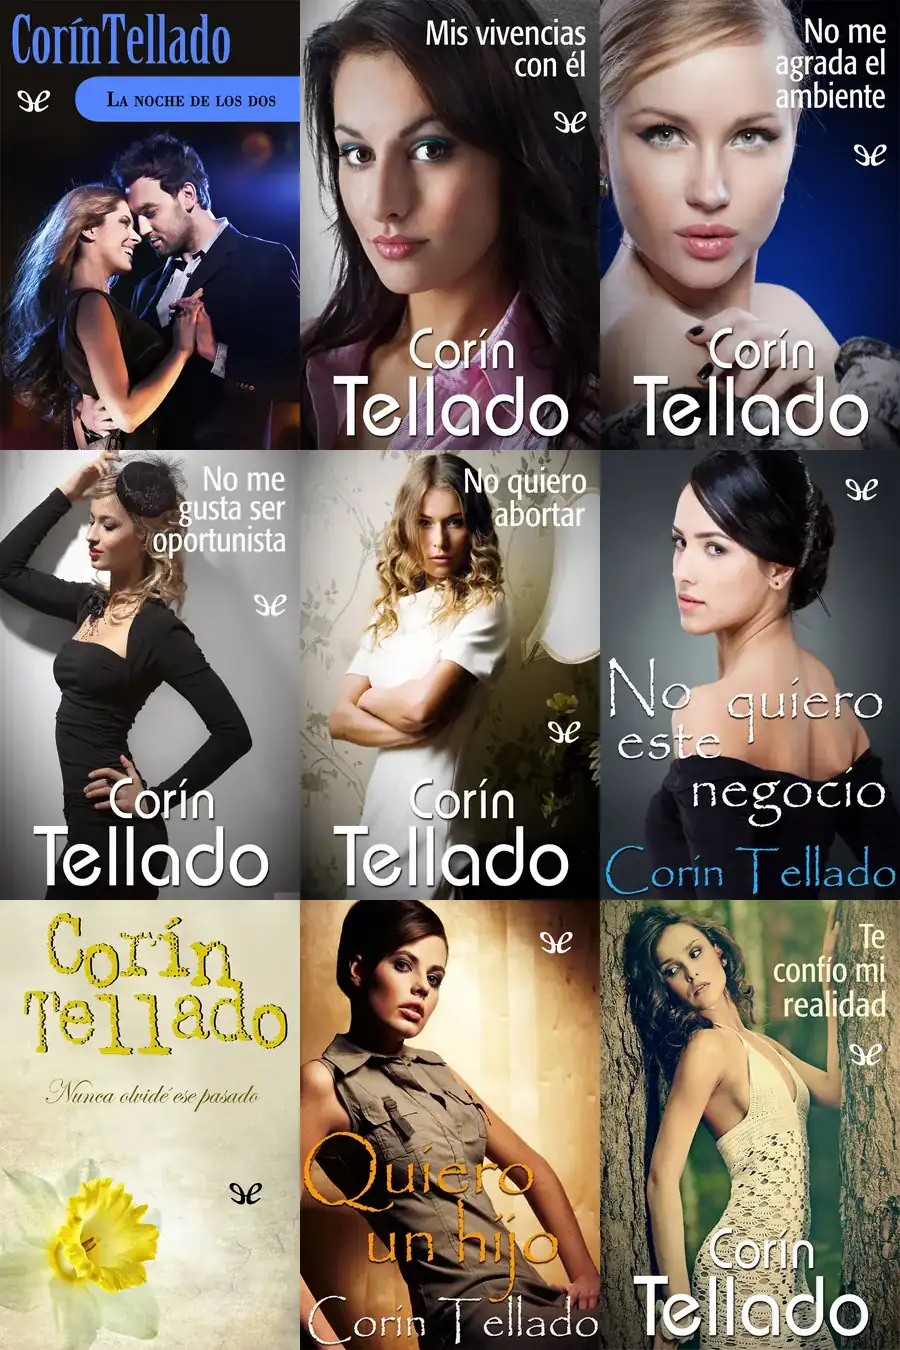 Corín Tellado
La noche de los dos
Mis vivencias
con él
Corín
Tellado
No me
agrada el
ambiente
Corín
Tellado
No me
gusta ser
oportunista
Corín
Tellado
No quiero
abortar
Corín
Tellado
No quiero
este
negocio
Corín Tellado
Corín
Tellado
Nunca olvidé ese pasado
Quiero
un hijo
Corín Tellado
Te
confío mi
realidad
Corín
Tellado